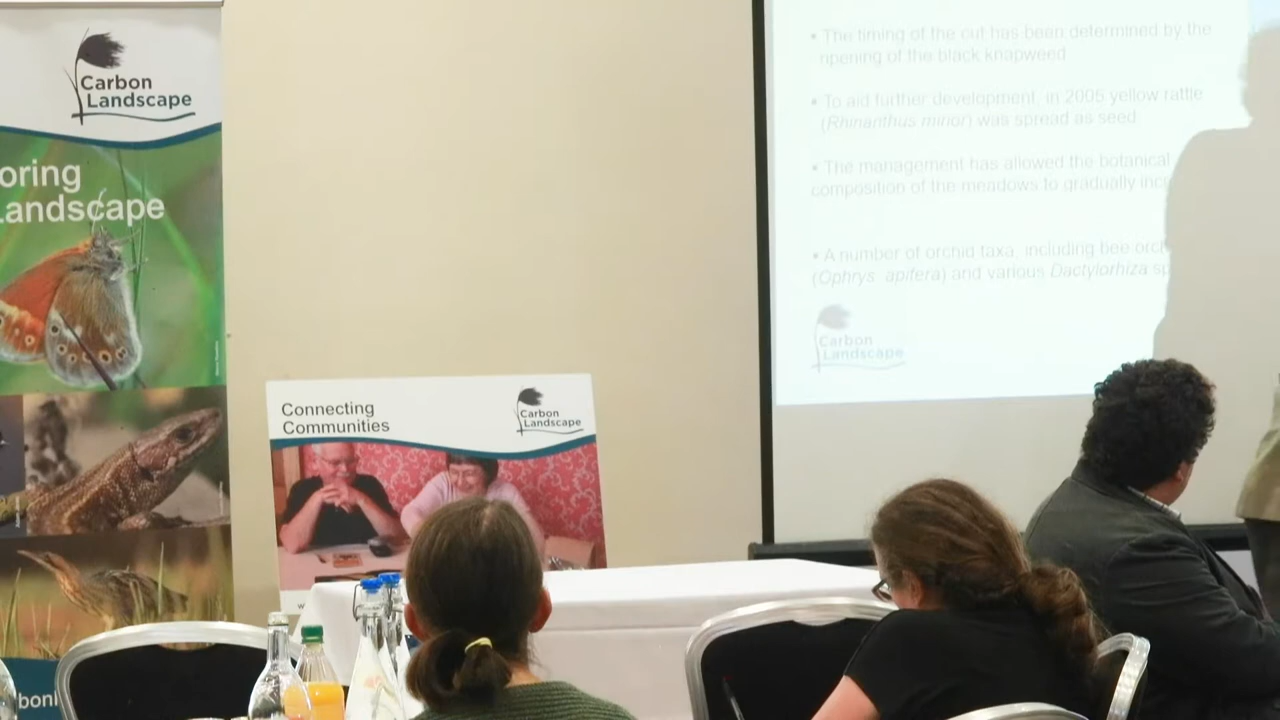 Carbon
Landscape
oring
Landscape
bonl
Connecting
Communities
Carbon
Landscape
w
• The timing of the cut has been determined by the
ripening of the black knapweed
• To aid further development, in 2005 yellow rattle
(Rhinanthus minor) was spread as seed
• The management has allowed the botanical
composition of the meadows to gradually incr
• A number of orchid taxa, including bee orc
(Ophrys apifera) and various Dactylorhiza sp
Carbon
Landscape